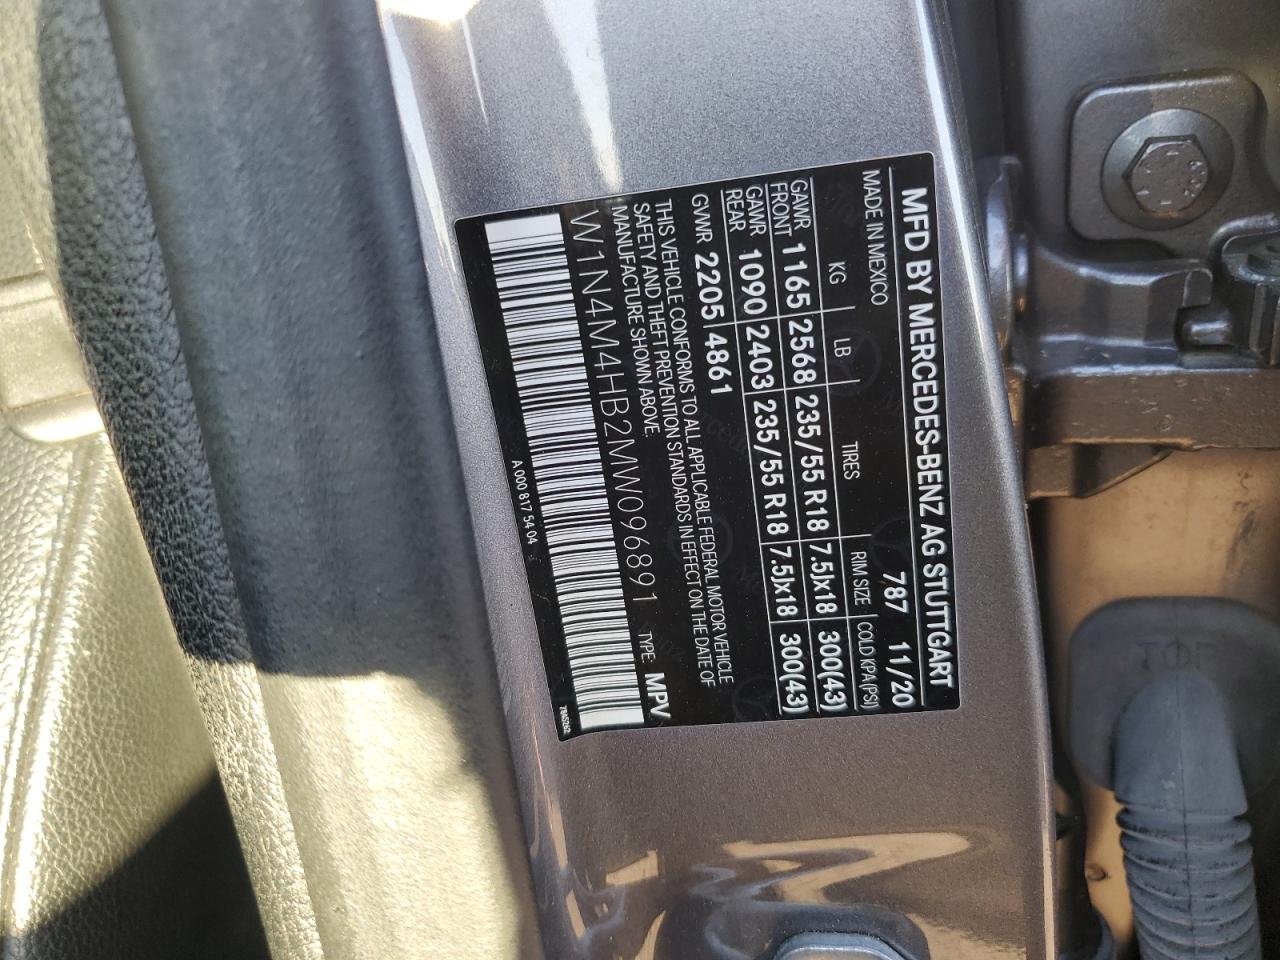 MFD BY MERCEDES-BENZ AG STUTTGART
MADE IN MEXICO 787 11/20
KG LB TIRES RIM SIZE COLD KPA(PSI)
GAWR FRONT 1165 2568 235/55 R18 7.5Jx18 300(43)
GAWR REAR 1090 2403 235/55 R18 7.5Jx18 300(43)
GVWR 2205 4861
THIS VEHICLE CONFORMS TO ALL APPLICABLE FEDERAL MOTOR VEHICLE
SAFETY AND THEFT PREVENTION STANDARDS IN EFFECT ON THE DATE OF
MANUFACTURE SHOWN ABOVE.
W1N4M4HB2MW096891 TYPE: MPV
A 000 817 54 04
TOP